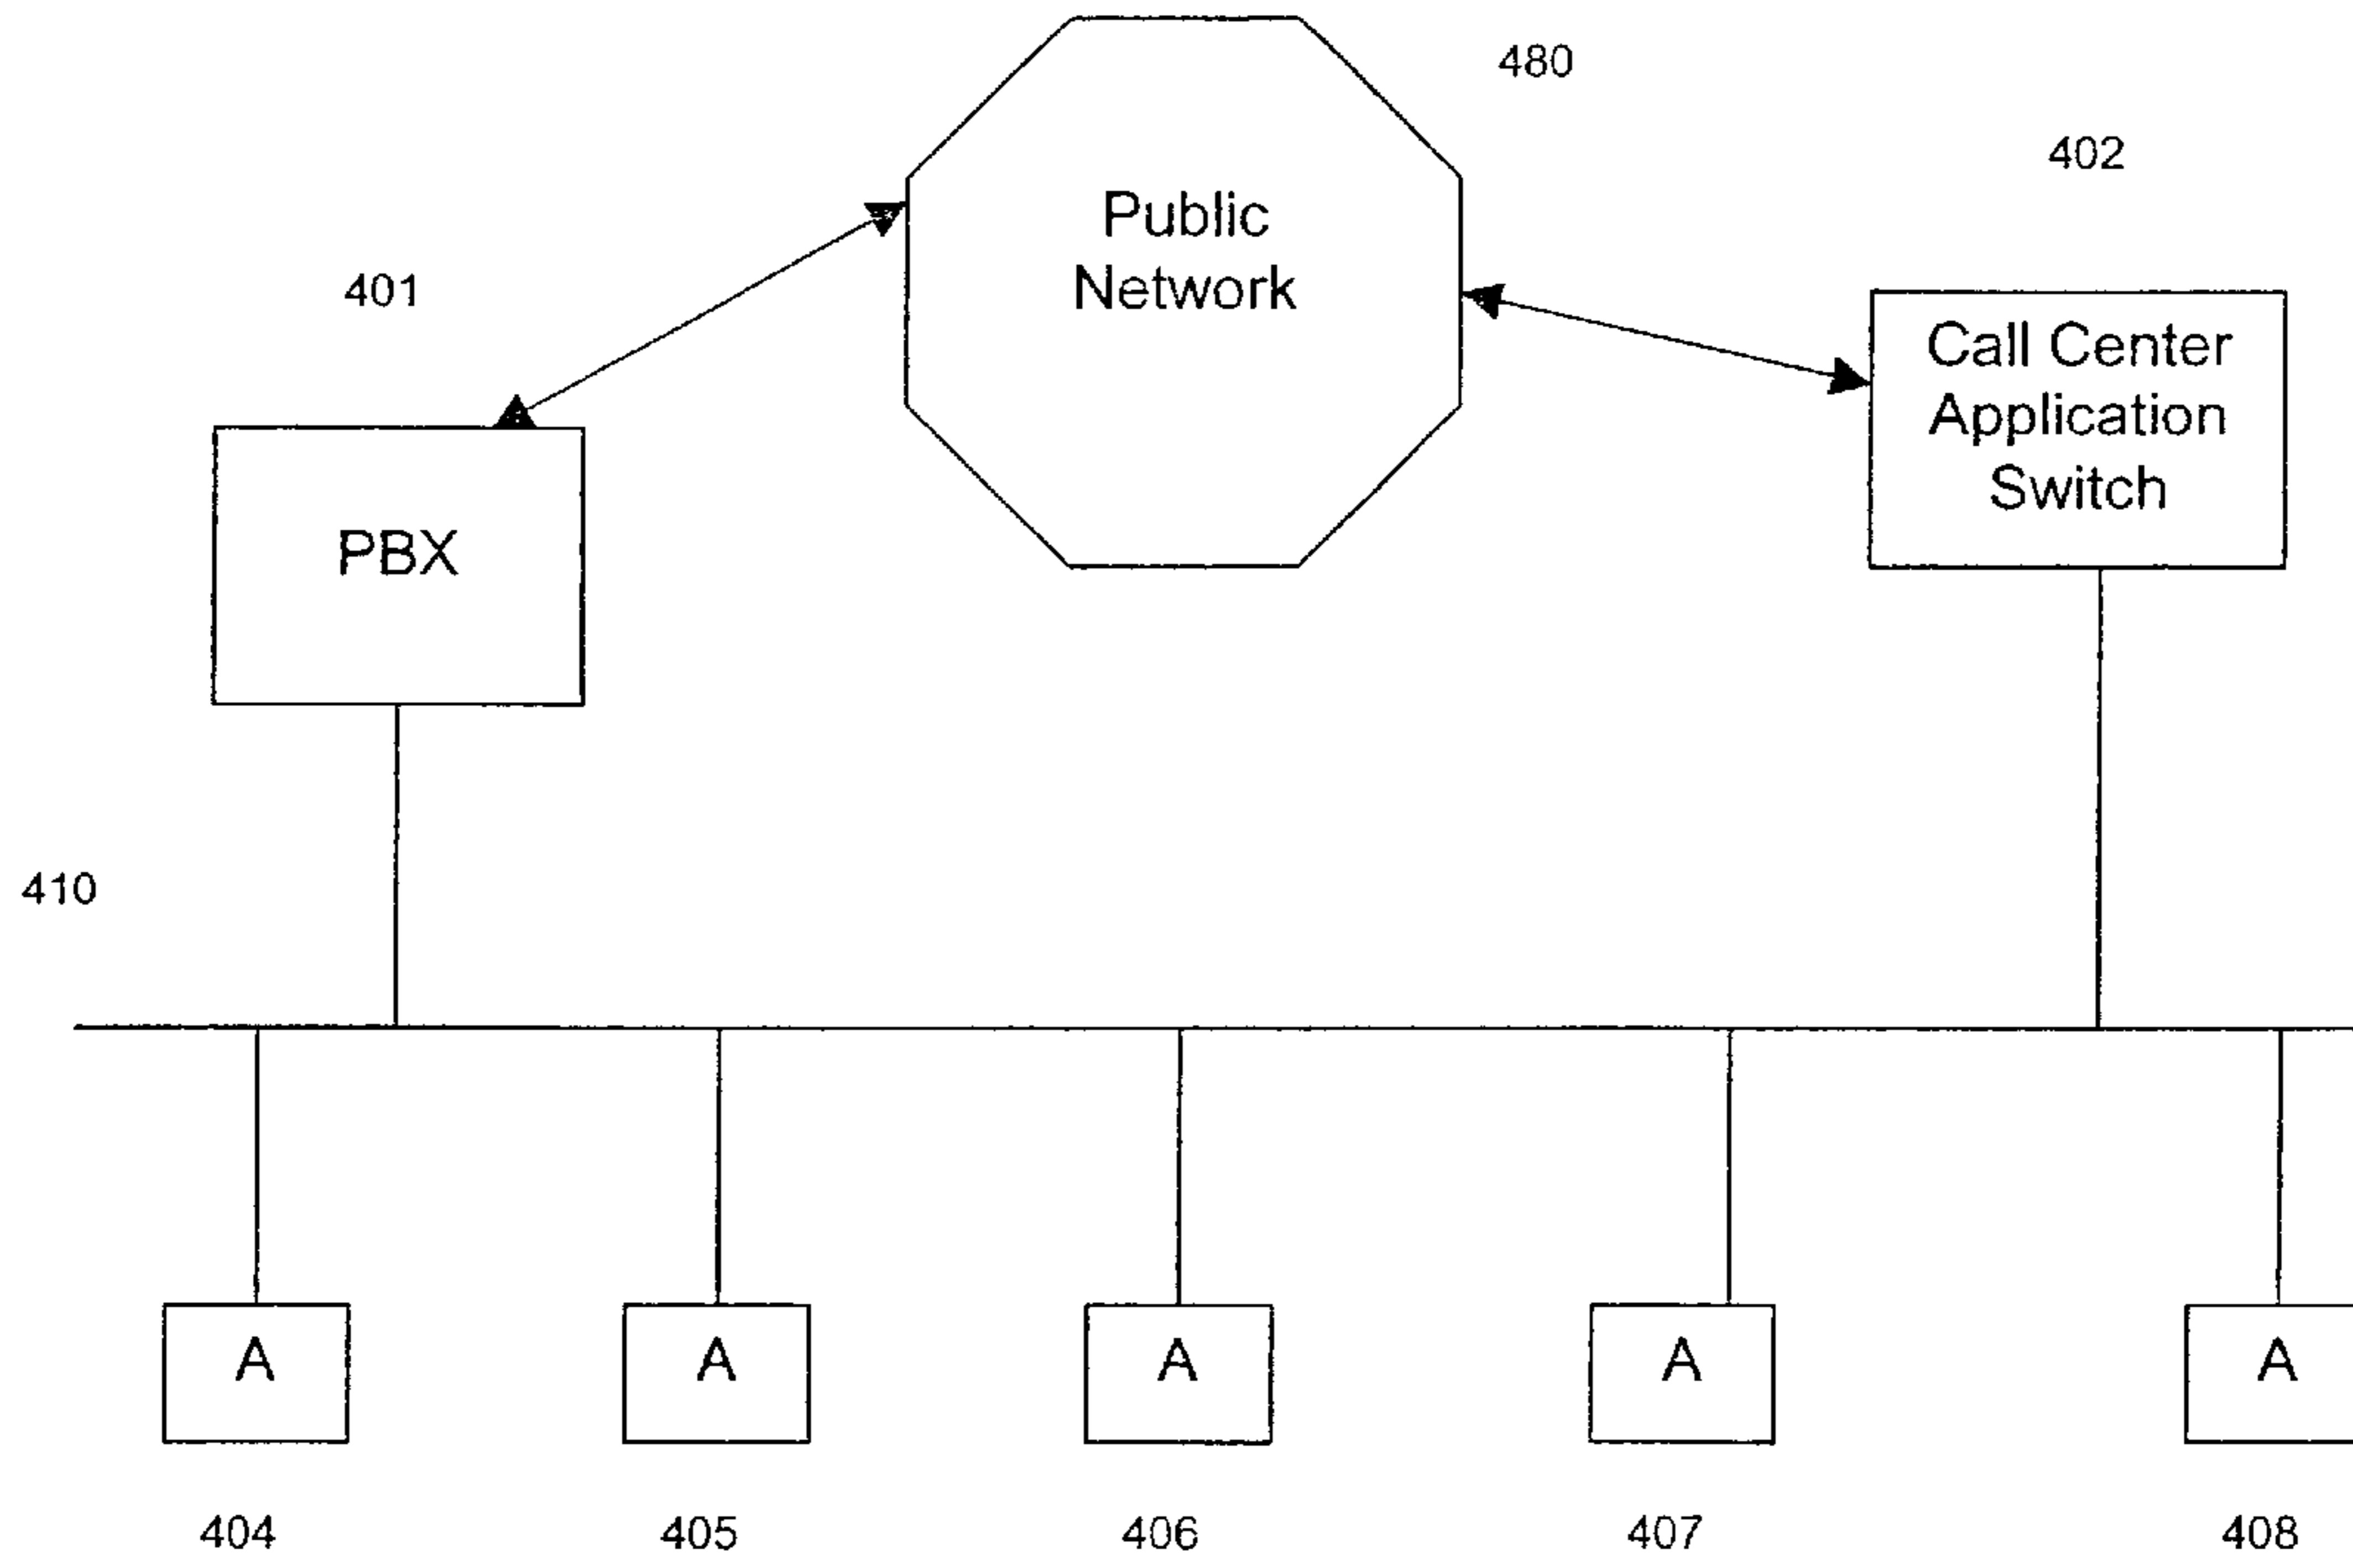 480
Public
Network
402
401
Call Center
Application
Switch
PBX
410
A
A
A
A
A
404
405
406
407
408